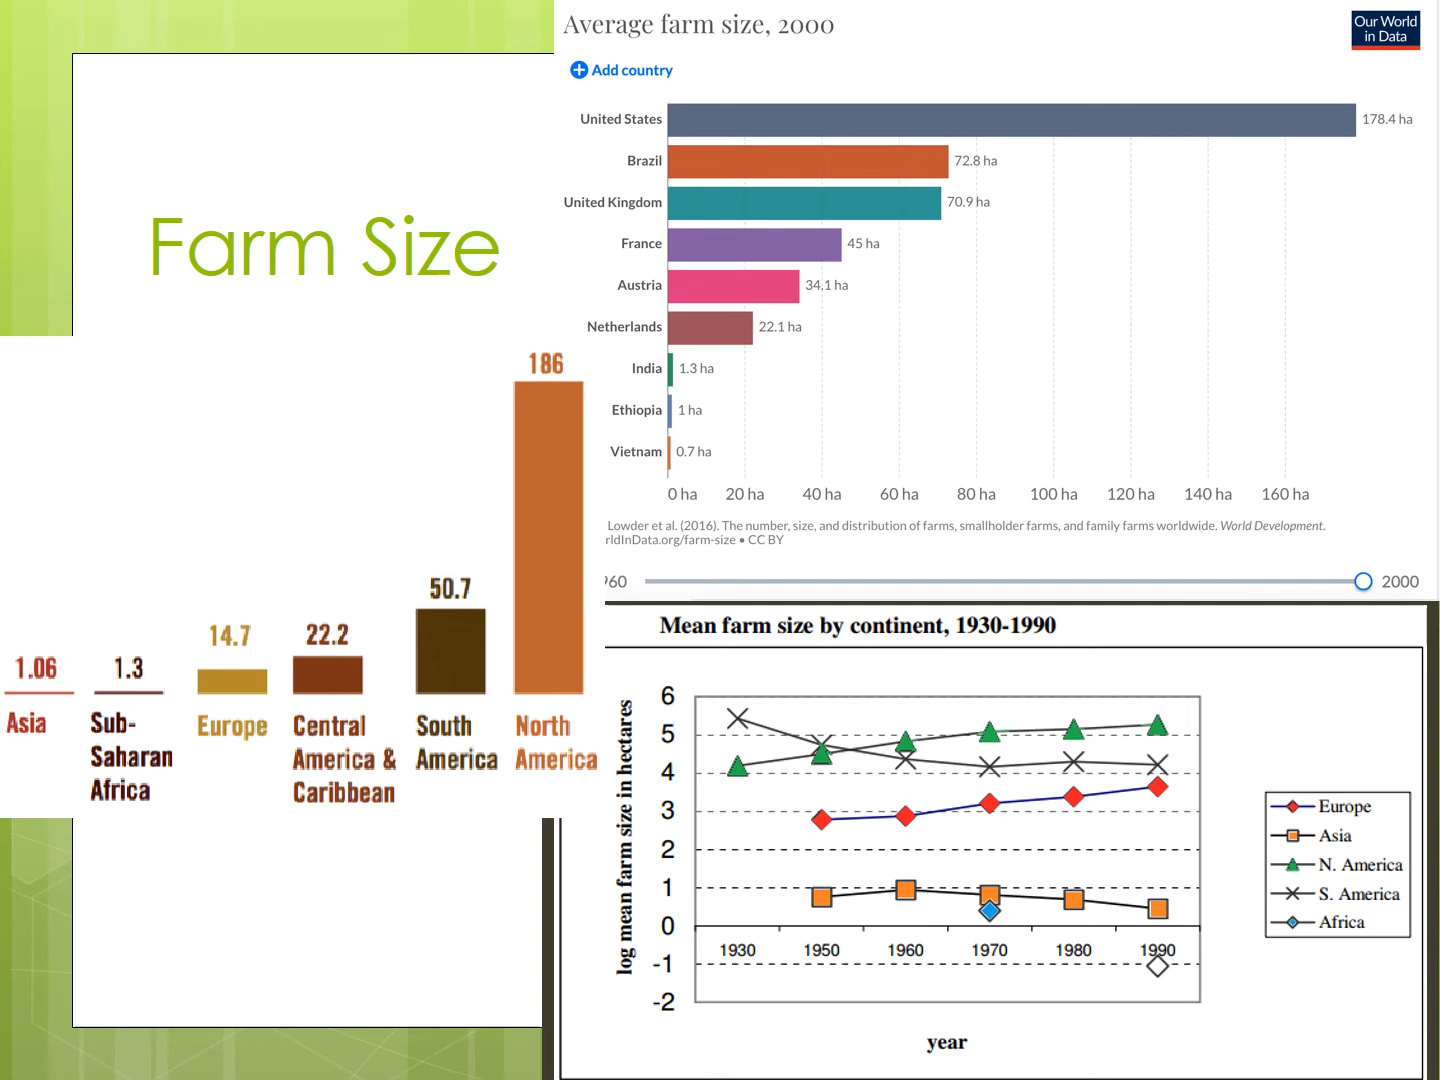 Farm Size
Average farm size, 2000
Our World
in Data
Add country
United States 178.4 ha
Brazil 72.8 ha
United Kingdom 70.9 ha
France 45 ha
Austria 34.1 ha
Netherlands 22.1 ha
India 1.3 ha
Ethiopia 1 ha
Vietnam 0.7 ha
0 ha 20 ha 40 ha 60 ha 80 ha 100 ha 120 ha 140 ha 160 ha
Lowder et al. (2016). The number, size, and distribution of farms, smallholder farms, and family farms worldwide. World Development.
rldInData.org/farm-size • CC BY
960 2000
186
50.7
14.7 22.2
1.06 1.3
Asia
Sub-
Saharan
Africa
Europe
Central
America &
Caribbean
South
America
North
America
Mean farm size by continent, 1930-1990
log mean farm size in hectares
6
5
4
3
2
1
0
-1
-2
1930 1950 1960 1970 1980 1990
year
Europe
Asia
N. America
S. America
Africa